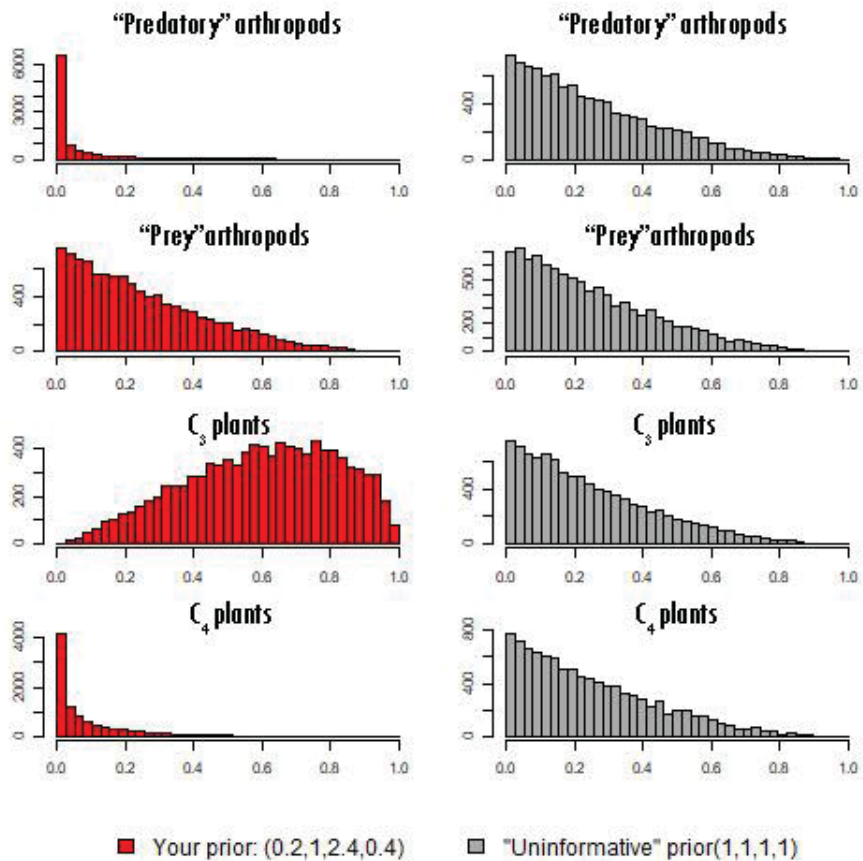 “Predatory” arthropods
“Predatory” arthropods
0 3000 6000
0 400
0.0 0.2 0.4 0.6 0.8 1.0
0.0 0.2 0.4 0.6 0.8 1.0
“Prey”arthropods
“Prey”arthropods
0 400
0 200 500
0.0 0.2 0.4 0.6 0.8 1.0
0.0 0.2 0.4 0.6 0.8 1.0
C₃ plants
C₃ plants
0 200 400
0 400
0.0 0.2 0.4 0.6 0.8 1.0
0.0 0.2 0.4 0.6 0.8 1.0
C₄ plants
C₄ plants
0 2000 4000
0 400 800
0.0 0.2 0.4 0.6 0.8 1.0
0.0 0.2 0.4 0.6 0.8 1.0
Your prior: (0.2,1,2.4,0.4)
"Uninformative" prior(1,1,1,1)